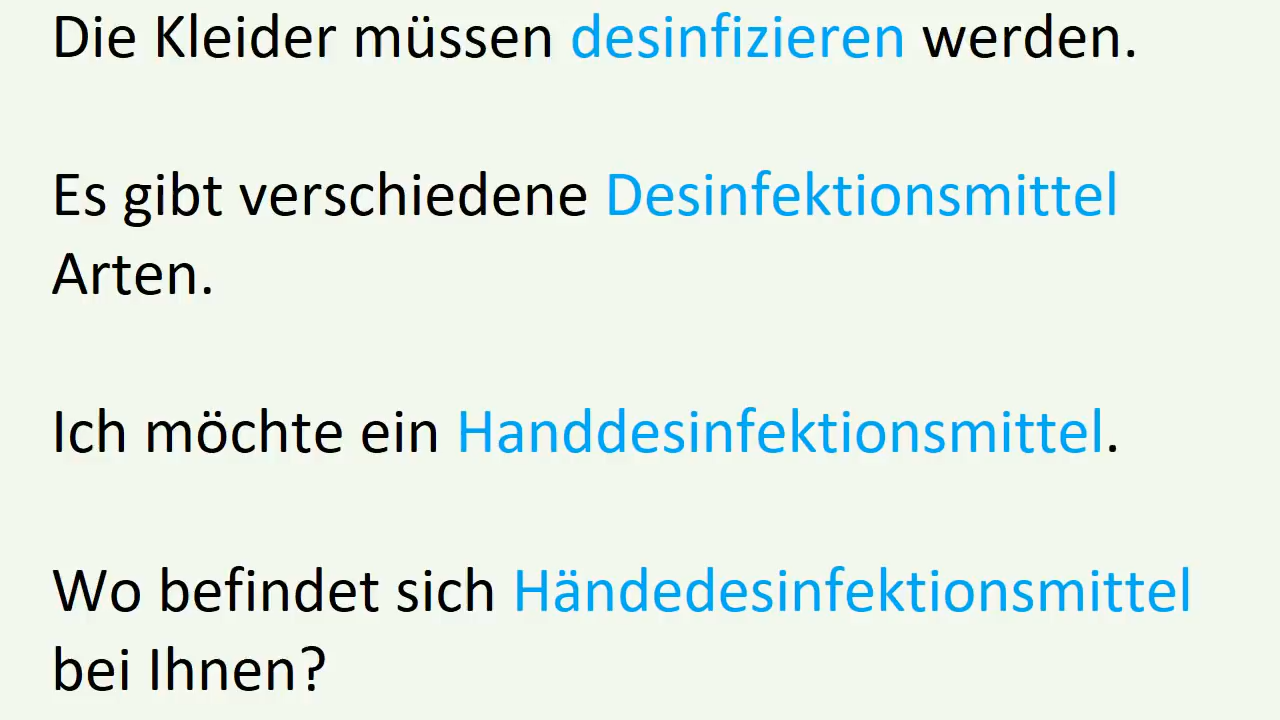 Die Kleider müssen desinfizieren werden.
Es gibt verschiedene Desinfektionsmittel
Arten.
Ich möchte ein Handdesinfektionsmittel.
Wo befindet sich Händedesinfektionsmittel
bei Ihnen?